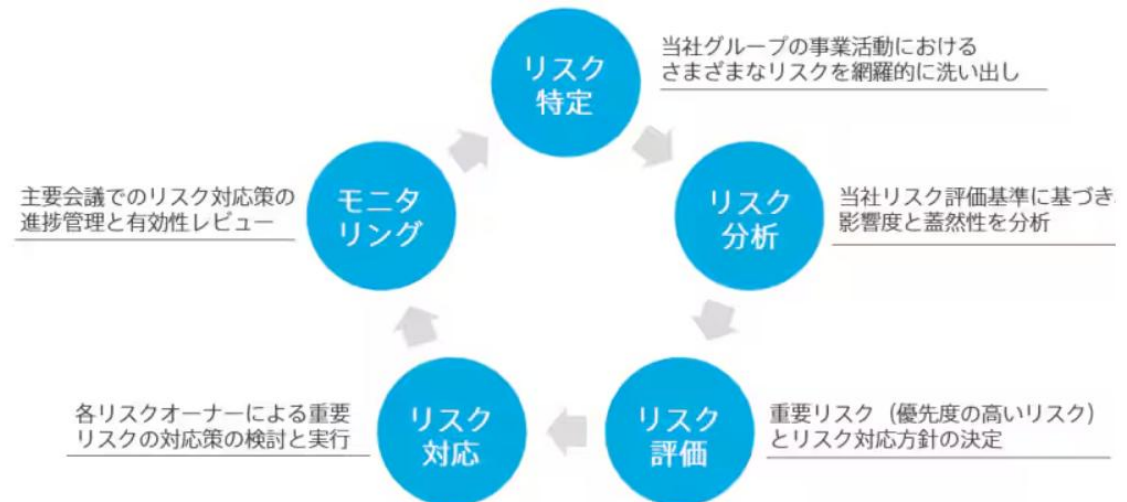 リスク
特定
当社グループの事業活動における
さまざまなリスクを網羅的に洗い出し
リスク
分析
当社リスク評価基準に基づき
影響度と蓋然性を分析
リスク
評価
重要リスク（優先度の高いリスク）
とリスク対応方針の決定
リスク
対応
各リスクオーナーによる重要
リスクの対応策の検討と実行
モニタ
リング
主要会議でのリスク対応策の
進捗管理と有効性レビュー